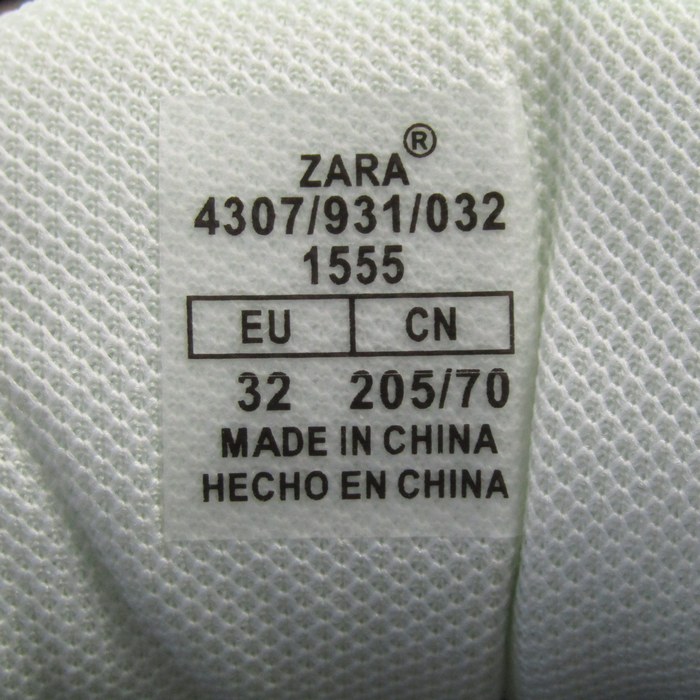 ZARA®
4307/931/032
1555
EU CN
32 205/70
MADE IN CHINA
HECHO EN CHINA